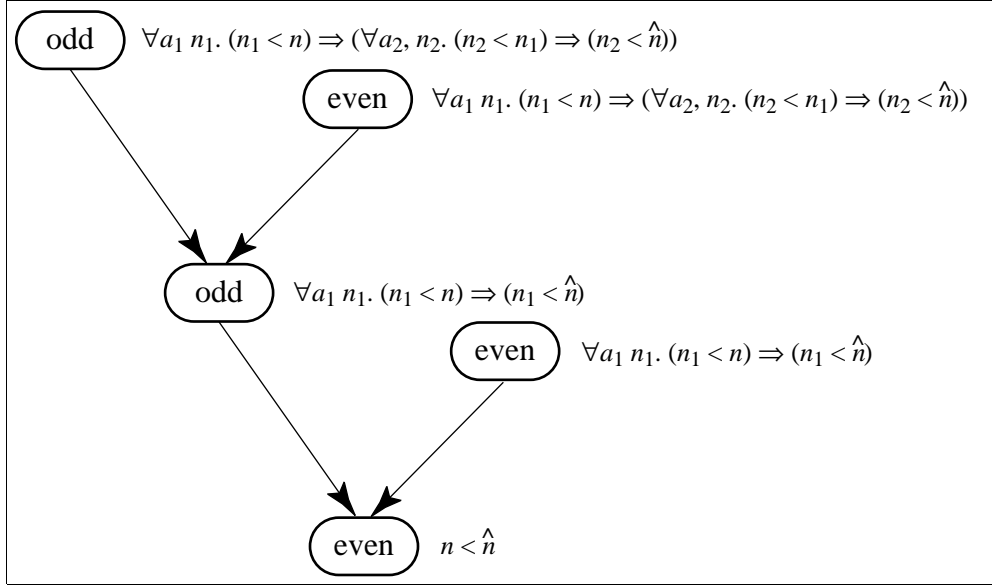 odd ∀a₁ n₁. (n₁ < n) ⇒ (∀a₂, n₂. (n₂ < n₁) ⇒ (n₂ < n̂))
even ∀a₁ n₁. (n₁ < n) ⇒ (∀a₂, n₂. (n₂ < n₁) ⇒ (n₂ < n̂))
odd ∀a₁ n₁. (n₁ < n) ⇒ (n₁ < n̂)
even ∀a₁ n₁. (n₁ < n) ⇒ (n₁ < n̂)
even n < n̂